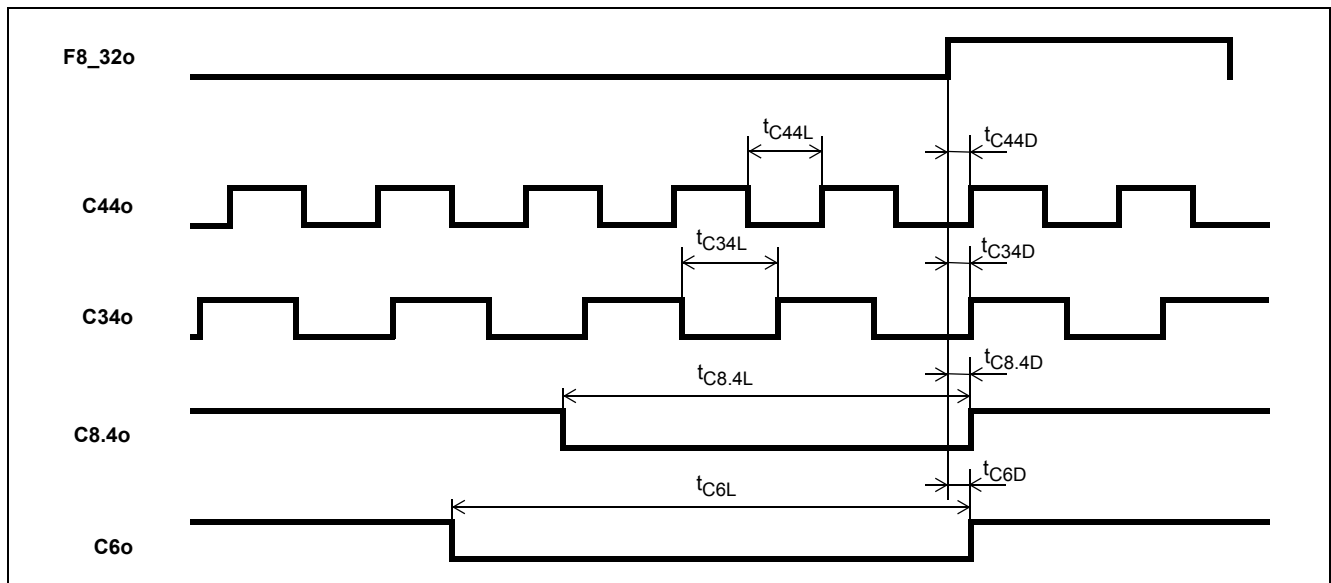 F8_32o
tC44L
tC44D
C44o
tC34L
tC34D
C34o
tC8.4L
tC8.4D
C8.4o
tC6L
tC6D
C6o